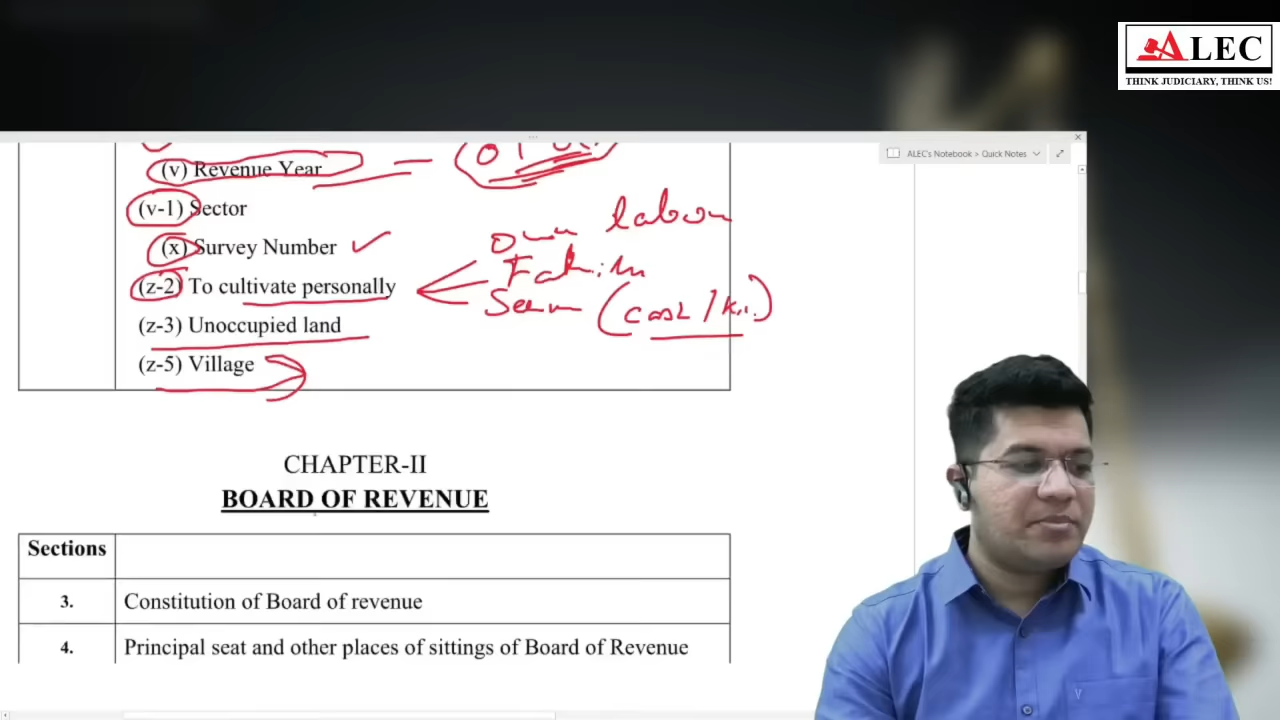 ALEC
THINK JUDICIARY, THINK US!
ALEC's Notebook > Quick Notes
(v) Revenue Year
(v-1) Sector
(x) Survey Number
own labour
(z-2) To cultivate personally
(z-3) Unoccupied land
(z-5) Village
CHAPTER-II
BOARD OF REVENUE
Sections
3. Constitution of Board of revenue
4. Principal seat and other places of sittings of Board of Revenue